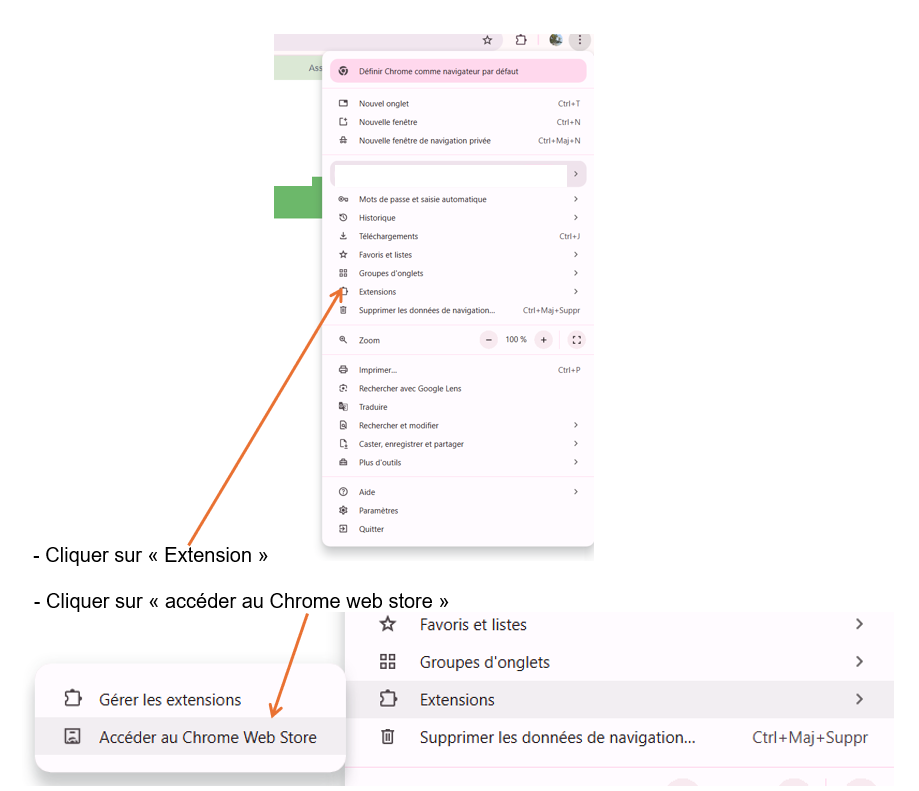 Ass
Définir Chrome comme navigateur par défaut
Nouvel onglet Ctrl+T
Nouvelle fenêtre Ctrl+N
Nouvelle fenêtre de navigation privée Ctrl+Maj+N
Mots de passe et saisie automatique
Historique
Téléchargements Ctrl+J
Favoris et listes
Groupes d'onglets
Extensions
Supprimer les données de navigation... Ctrl+Maj+Suppr
Zoom − 100 % +
Imprimer... Ctrl+P
Rechercher avec Google Lens
Traduire
Rechercher et modifier
Caster, enregistrer et partager
Plus d'outils
Aide
Paramètres
Quitter
- Cliquer sur « Extension »
- Cliquer sur « accéder au Chrome web store »
Favoris et listes
Groupes d'onglets
Gérer les extensions
Extensions
Accéder au Chrome Web Store
Supprimer les données de navigation... Ctrl+Maj+Suppr